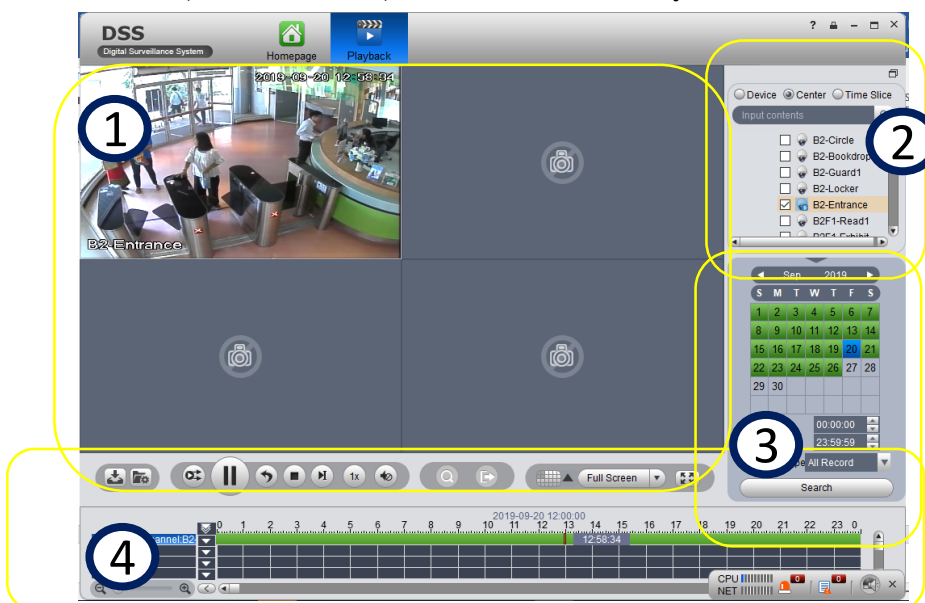 DSS
Digital Surveillance System
Homepage
Playback
?
2019-09-20 12:58:34
B2-Entrance
1
Device Center Time Slice
Input contents
2
B2-Circle
B2-Bookdrop
B2-Guard1
B2-Locker
B2-Entrance
B2F1-Read1
B2F1-Exhibit
Sep 2019
S M T W T F S
1 2 3 4 5 6 7
8 9 10 11 12 13 14
15 16 17 18 19 20 21
22 23 24 25 26 27 28
29 30
00:00:00
23:59:59
3
All Record
Search
1x
Full Screen
2019-09-20 12:00:00
0 1 2 3 4 5 6 7 8 9 10 11 12 13 14 15 16 17 18 19 20 21 22 23 0
12:58:34
4
CPU
0 0
NET